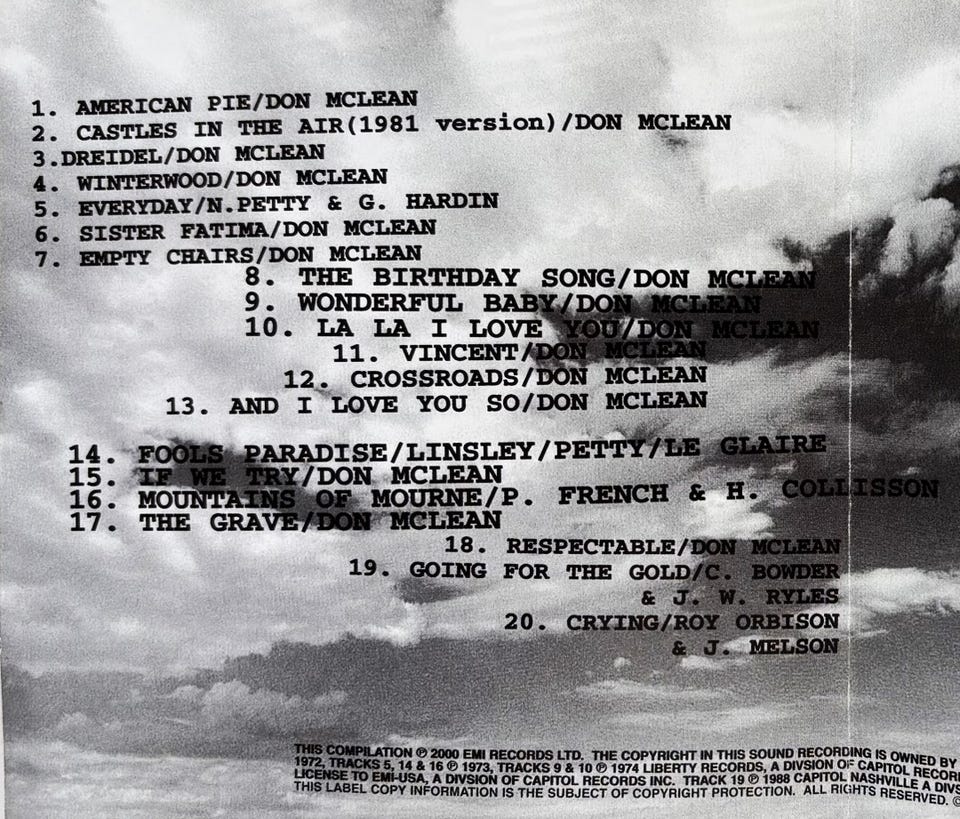 1. AMERICAN PIE/DON MCLEAN
2. CASTLES IN THE AIR(1981 version)/DON MCLEAN
3.DREIDEL/DON MCLEAN
4. WINTERWOOD/DON MCLEAN
5. EVERYDAY/N.PETTY & G. HARDIN
6. SISTER FATIMA/DON MCLEAN
7. EMPTY CHAIRS/DON MCLEAN
8. THE BIRTHDAY SONG/DON MCLEAN
9. WONDERFUL BABY/DON MCLEAN
10. LA LA I LOVE YOU/DON MCLEAN
11. VINCENT/DON MCLEAN
12. CROSSROADS/DON MCLEAN
13. AND I LOVE YOU SO/DON MCLEAN
14. FOOLS PARADISE/LINSLEY/PETTY/LE GLAIRE
15. IF WE TRY/DON MCLEAN
16. MOUNTAINS OF MOURNE/P. FRENCH & H. COLLISSON
17. THE GRAVE/DON MCLEAN
18. RESPECTABLE/DON MCLEAN
19. GOING FOR THE GOLD/C. BOWDER
& J. W. RYLES
20. CRYING/ROY ORBISON
& J. MELSON
THIS COMPILATION ℗ 2000 EMI RECORDS LTD. THE COPYRIGHT IN THIS SOUND RECORDING IS OWNED BY
1972, TRACKS 5, 14 & 16 ℗ 1973, TRACKS 9 & 10 ℗ 1974 LIBERTY RECORDS, A DIVSION OF CAPITOL RECOR
LICENSE TO EMI-USA, A DIVSION OF CAPITOL RECORDS INC. TRACK 19 ℗ 1988 CAPITOL NASHVILLE A DIVS
THIS LABEL COPY INFORMATION IS THE SUBJECT OF COPYRIGHT PROTECTION. ALL RIGHTS RESERVED. ©